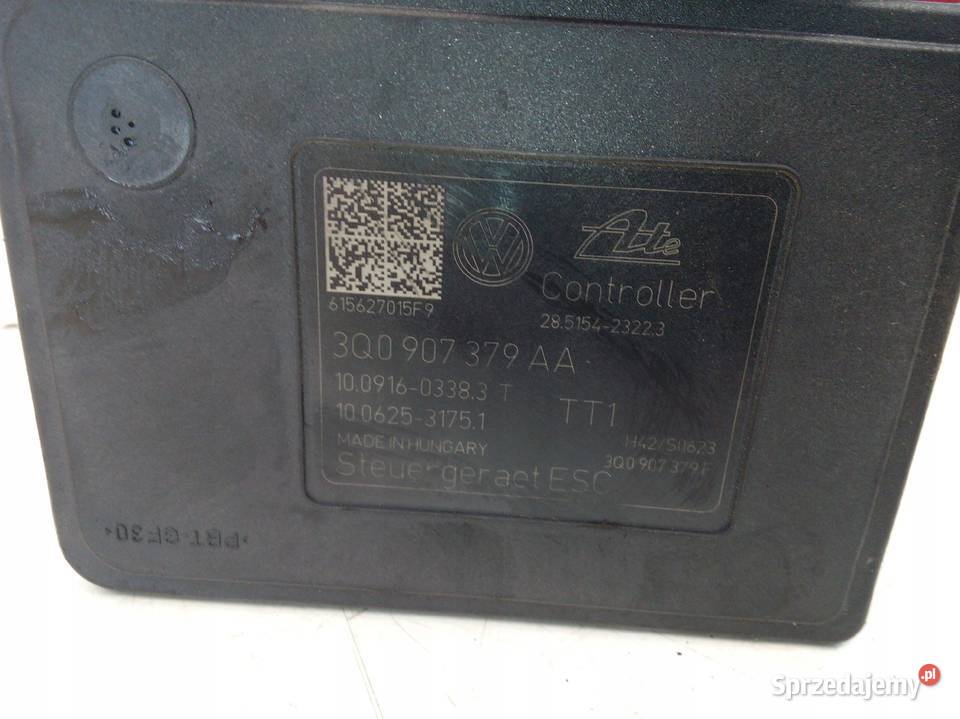 VW
Ate
Controller
615627015F9
28.5154-2322.3
3Q0 907 379 AA
10.0916-0338.3 T
10.0625-3175.1
TT1
MADE IN HUNGARY
H42/S0623
3Q0 907 379 F
Steuergeraet ESC
>PBT-GF30<
Sprzedajemy.pl